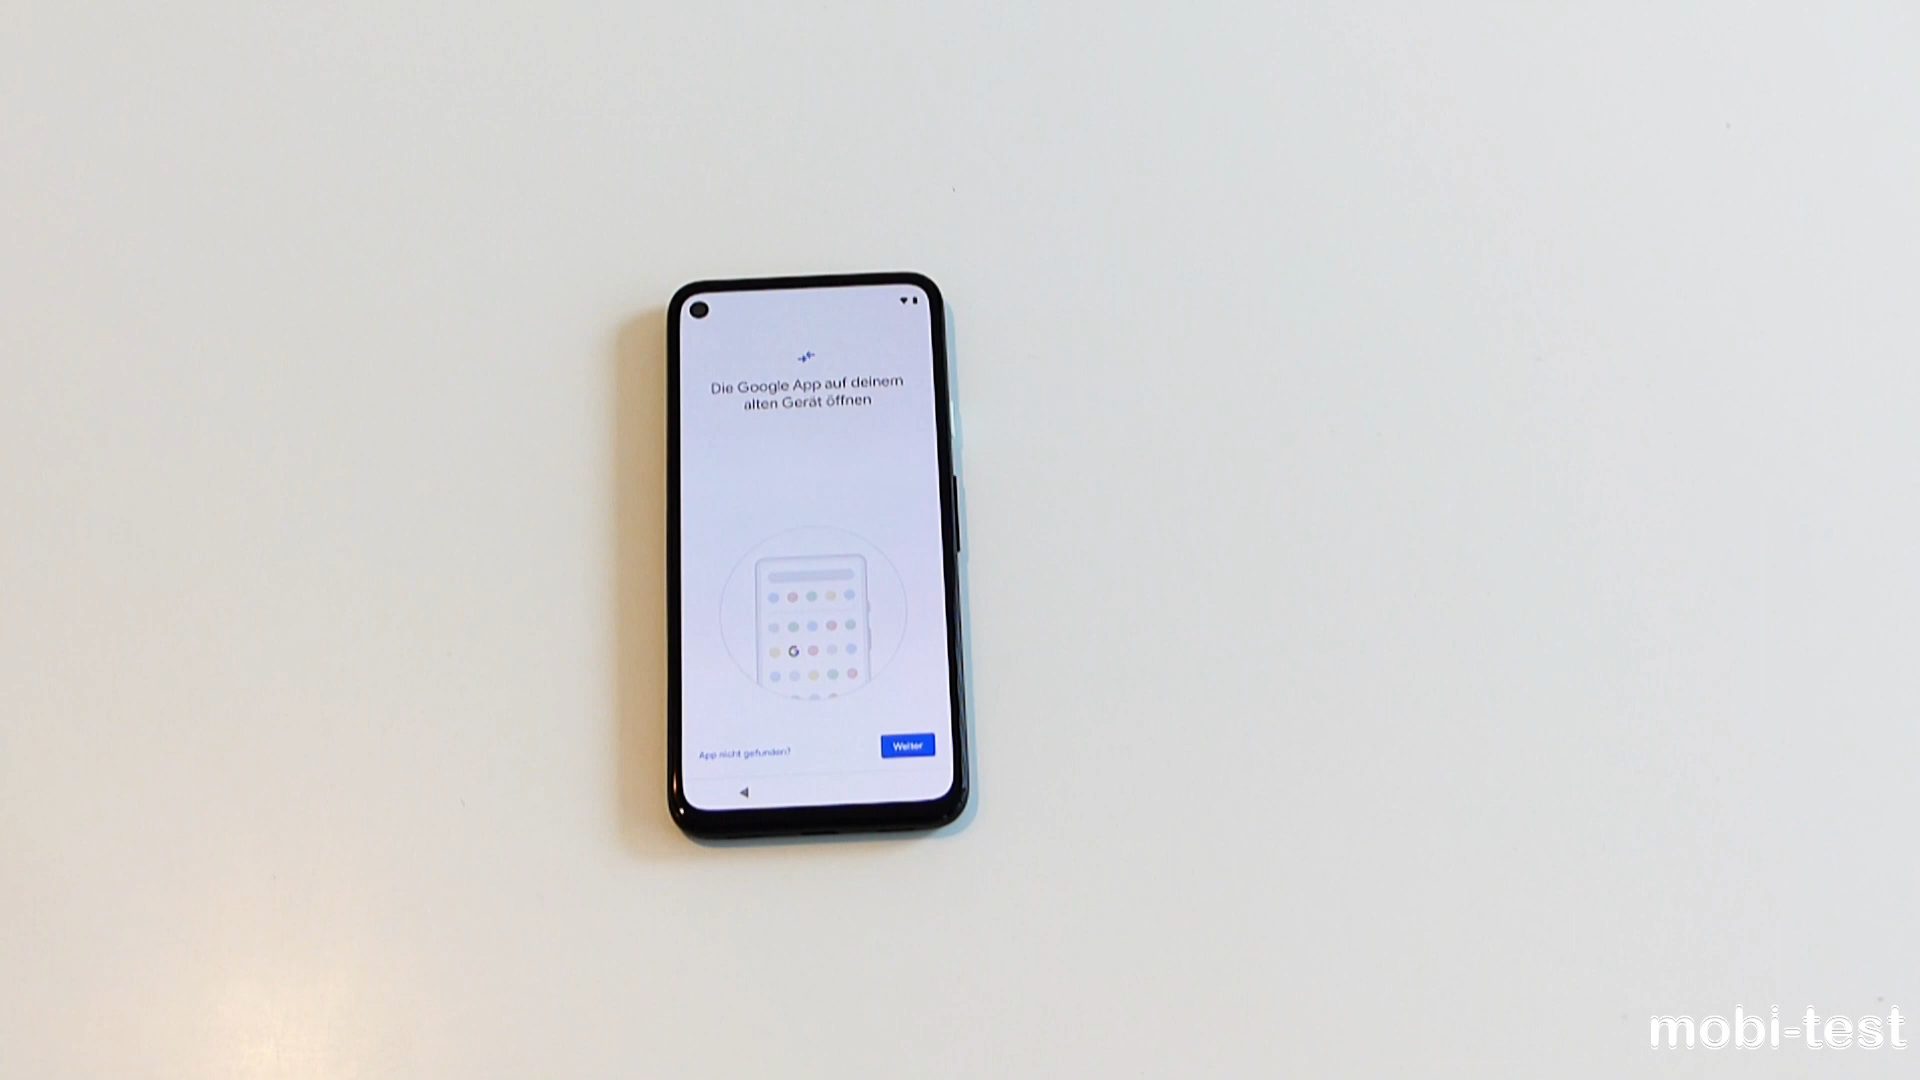 Die Google App auf deinem
alten Gerät öffnen
G
App nicht gefunden?
Weiter
mobi-test